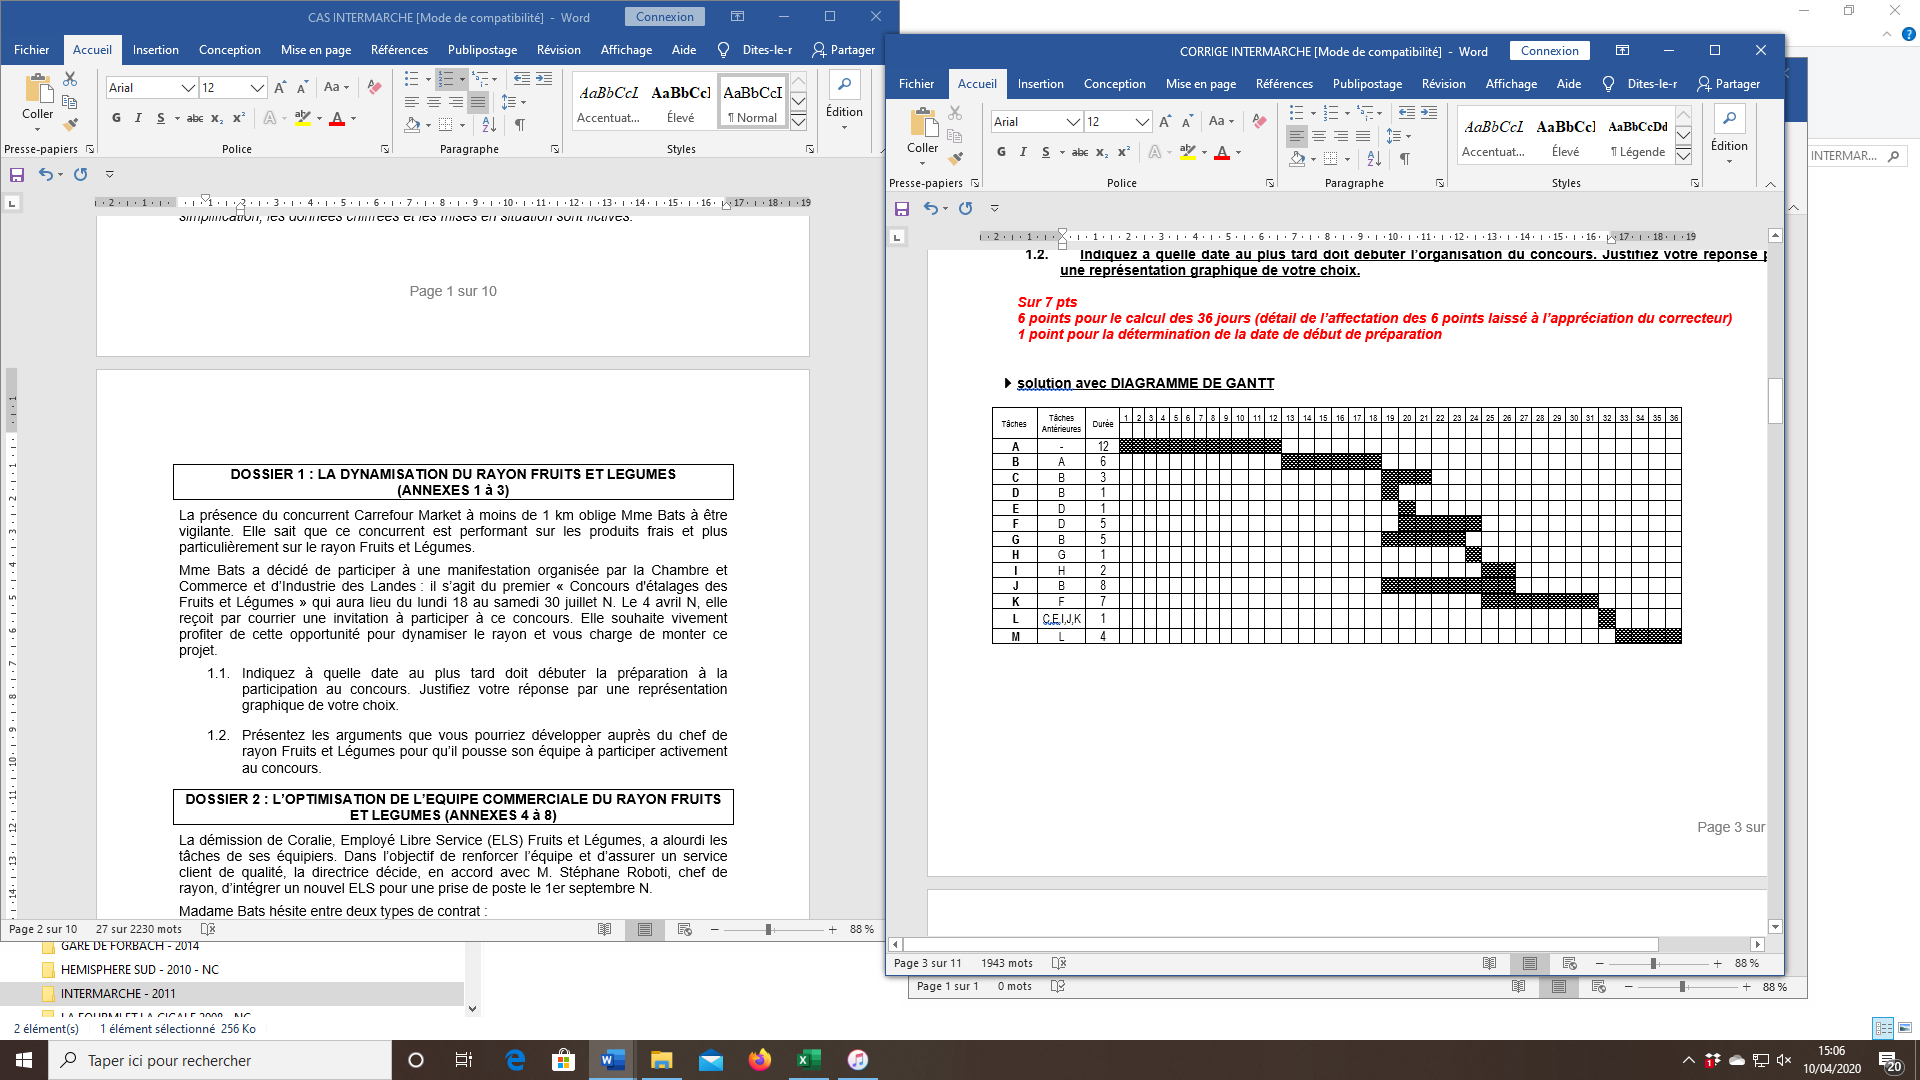 CAS INTERMARCHE [Mode de compatibilité] - Word
Connexion
Fichier Accueil Insertion Conception Mise en page Références Publipostage Révision Affichage Aide Dites-le-r Partager
Coller
Arial 12
AaBbCcL AaBbCcI AaBbCcI
Accentuat... Élevé ¶ Normal
Édition
Presse-papiers Police Paragraphe Styles
simplification, les données chiffrées et les mises en situation sont fictives.
Page 1 sur 10
DOSSIER 1 : LA DYNAMISATION DU RAYON FRUITS ET LEGUMES
(ANNEXES 1 à 3)
La présence du concurrent Carrefour Market à moins de 1 km oblige Mme Bats à être
vigilante. Elle sait que ce concurrent est performant sur les produits frais et plus
particulièrement sur le rayon Fruits et Légumes.
Mme Bats a décidé de participer à une manifestation organisée par la Chambre et
Commerce et d'Industrie des Landes : il s'agit du premier « Concours d'étalages des
Fruits et Légumes » qui aura lieu du lundi 18 au samedi 30 juillet N. Le 4 avril N, elle
reçoit par courrier une invitation à participer à ce concours. Elle souhaite vivement
profiter de cette opportunité pour dynamiser le rayon et vous charge de monter ce
projet.
1.1. Indiquez à quelle date au plus tard doit débuter la préparation à la
participation au concours. Justifiez votre réponse par une représentation
graphique de votre choix.
1.2. Présentez les arguments que vous pourriez développer auprès du chef de
rayon Fruits et Légumes pour qu'il pousse son équipe à participer activement
au concours.
DOSSIER 2 : L'OPTIMISATION DE L'EQUIPE COMMERCIALE DU RAYON FRUITS
ET LEGUMES (ANNEXES 4 à 8)
La démission de Coralie, Employé Libre Service (ELS) Fruits et Légumes, a alourdi les
tâches de ses équipiers. Dans l'objectif de renforcer l'équipe et d'assurer un service
client de qualité, la directrice décide, en accord avec M. Stéphane Roboti, chef de
rayon, d'intégrer un nouvel ELS pour une prise de poste le 1er septembre N.
Madame Bats hésite entre deux types de contrat :
Page 2 sur 10 27 sur 2230 mots 88 %
GARE DE FORBACH - 2014
HEMISPHERE SUD - 2010 - NC
INTERMARCHE - 2011
2 élément(s) 1 élément sélectionné 256 Ko
CORRIGE INTERMARCHE [Mode de compatibilité] - Word
Connexion
Fichier Accueil Insertion Conception Mise en page Références Publipostage Révision Affichage Aide Dites-le-r Partager
Coller
Arial 12
AaBbCcL AaBbCcI AaBbCcDd
Accentuat... Élevé ¶ Légende
Édition
Presse-papiers Police Paragraphe Styles
INTERMAR...
1.2. Indiquez à quelle date au plus tard doit débuter l'organisation du concours. Justifiez votre réponse p
une représentation graphique de votre choix.
Sur 7 pts
6 points pour le calcul des 36 jours (détail de l'affectation des 6 points laissé à l'appréciation du correcteur)
1 point pour la détermination de la date de début de préparation
solution avec DIAGRAMME DE GANTT
Tâches Tâches Antérieures Durée 1 2 3 4 5 6 7 8 9 10 11 12 13 14 15 16 17 18 19 20 21 22 23 24 25 26 27 28 29 30 31 32 33 34 35 36
A - 12
B A 6
C B 3
D B 1
E D 1
F D 5
G B 5
H G 1
I H 2
J B 8
K F 7
L C,E,I,J,K 1
M L 4
Page 3 sur
Page 3 sur 11 1943 mots 88 %
Page 1 sur 1 0 mots 88 %
Taper ici pour rechercher
15:06
10/04/2020
20